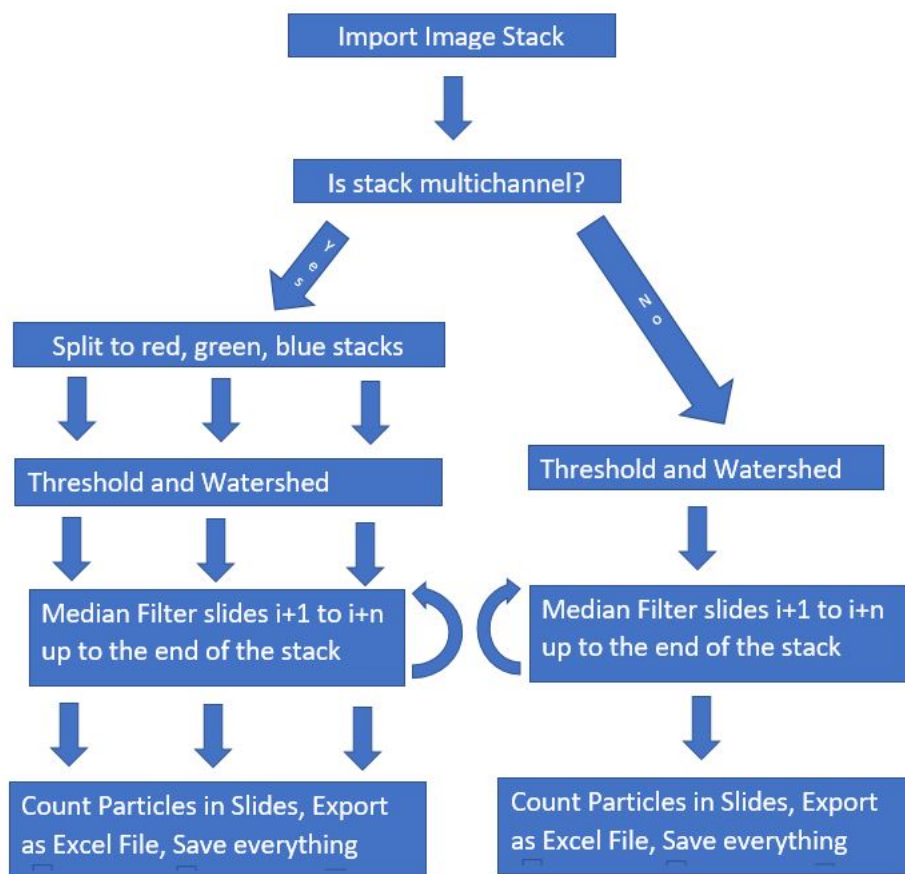 Import Image Stack
Is stack multichannel?
Yes
No
Split to red, green, blue stacks
Threshold and Watershed
Threshold and Watershed
Median Filter slides i+1 to i+n
up to the end of the stack
Median Filter slides i+1 to i+n
up to the end of the stack
Count Particles in Slides, Export
as Excel File, Save everything
Count Particles in Slides, Export
as Excel File, Save everything